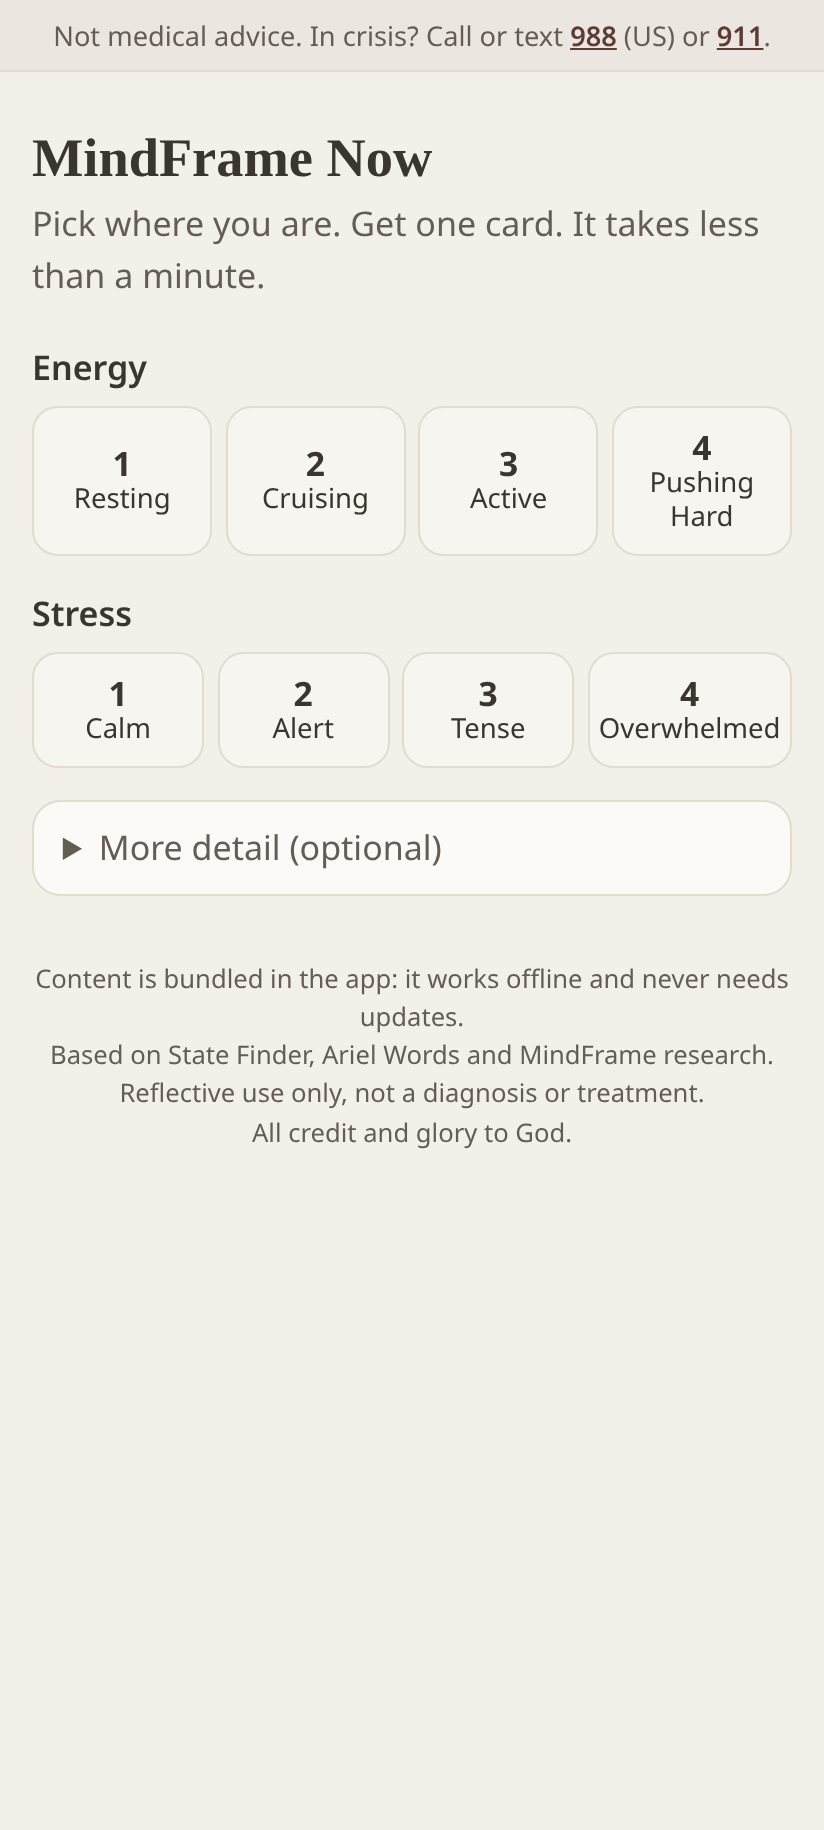 Not medical advice. In crisis? Call or text 988 (US) or 911.
MindFrame Now
Pick where you are. Get one card. It takes less
than a minute.
Energy
1
Resting
2
Cruising
3
Active
4
Pushing
Hard
Stress
1
Calm
2
Alert
3
Tense
4
Overwhelmed
▶ More detail (optional)
Content is bundled in the app: it works offline and never needs
updates.
Based on State Finder, Ariel Words and MindFrame research.
Reflective use only, not a diagnosis or treatment.
All credit and glory to God.